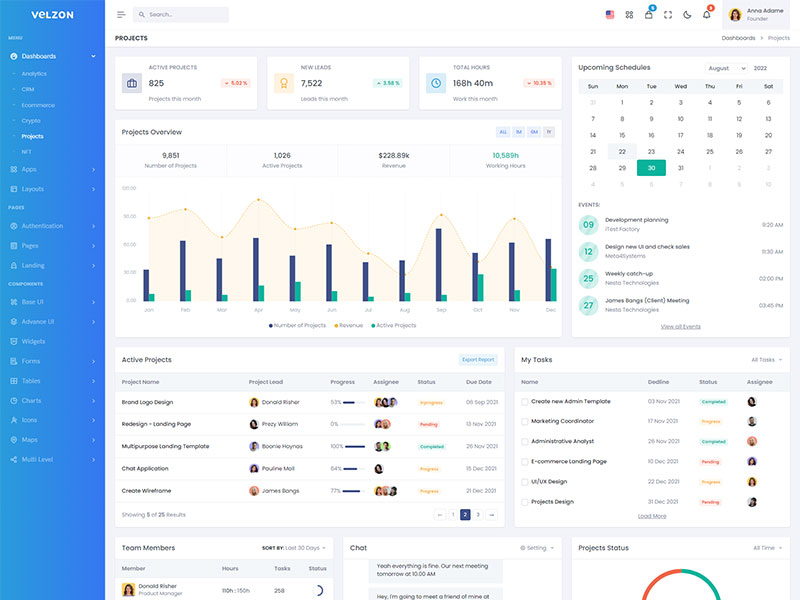 VELZON
Search...
5
8
Anna Adame
Founder
MENU
Dashboards
Analytics
CRM
Ecommerce
Crypto
Projects
NFT
Apps
Layouts
PAGES
Authentication
Pages
Landing
COMPONENTS
Base UI
Advance UI
Widgets
Forms
Tables
Charts
Icons
Maps
Multi Level
PROJECTS
Dashboards > Projects
ACTIVE PROJECTS
825
5.02 %
Projects this month
NEW LEADS
7,522
3.58 %
Leads this month
TOTAL HOURS
168h 40m
10.35 %
Work this month
Projects Overview
ALL 1M 6M 1Y
9,851
Number of Projects
1,026
Active Projects
$228.89k
Revenue
10,589h
Working Hours
120.00
90.00
60.00
30.00
0.00
Jan Feb Mar Apr May Jun Jul Aug Sep Oct Nov Dec
Number of Projects Revenue Active Projects
Upcoming Schedules
August 2022
Sun Mon Tue Wed Thu Fri Sat
31 1 2 3 4 5 6
7 8 9 10 11 12 13
14 15 16 17 18 19 20
21 22 23 24 25 26 27
28 29 30 31 1 2 3
4 5 6 7 8 9 10
EVENTS:
09 Development planning 9:20 AM
iTest Factory
12 Design new UI and check sales 11:30 AM
Meta4Systems
25 Weekly catch-up 02:00 PM
Nesta Technologies
27 James Bangs (Client) Meeting 03:45 PM
Nesta Technologies
View all Events
Active Projects
Export Report
Project Name Project Lead Progress Assignee Status Due Date
Brand Logo Design Donald Risher 53% Inprogress 06 Sep 2021
Redesign - Landing Page Prezy William 0% Pending 13 Nov 2021
Multipurpose Landing Template Boonie Hoynas 100% Completed 26 Nov 2021
Chat Application Pauline Moll 64% Progress 15 Dec 2021
Create Wireframe James Bangs 77% Progress 21 Dec 2021
Showing 5 of 25 Results
← 1 2 3 →
My Tasks
All Tasks
Name Dedline Status Assignee
Create new Admin Template 03 Nov 2021 Completed
Marketing Coordinator 17 Nov 2021 Progress
Administrative Analyst 26 Nov 2021 Completed
E-commerce Landing Page 10 Dec 2021 Pending
UI/UX Design 22 Dec 2021 Progress
Projects Design 31 Dec 2021 Pending
Load More
Team Members
SORT BY: Last 30 Days
Member Hours Tasks Status
Donald Risher
Product Manager
110h : 150h
258
Chat
Setting
Yeah everything is fine. Our next meeting
tomorrow at 10.00 AM
Hey, I'm going to meet a friend of mine at
Projects Status
All Time